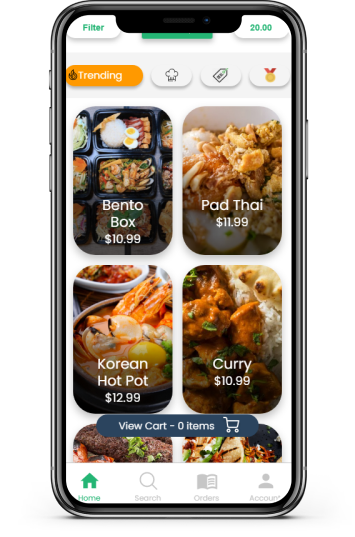 Filter
20.00
Trending
Bento
Box
$10.99
Pad Thai
$11.99
Korean
Hot Pot
$12.99
Curry
$10.99
View Cart - 0 items
Home
Search
Orders
Account